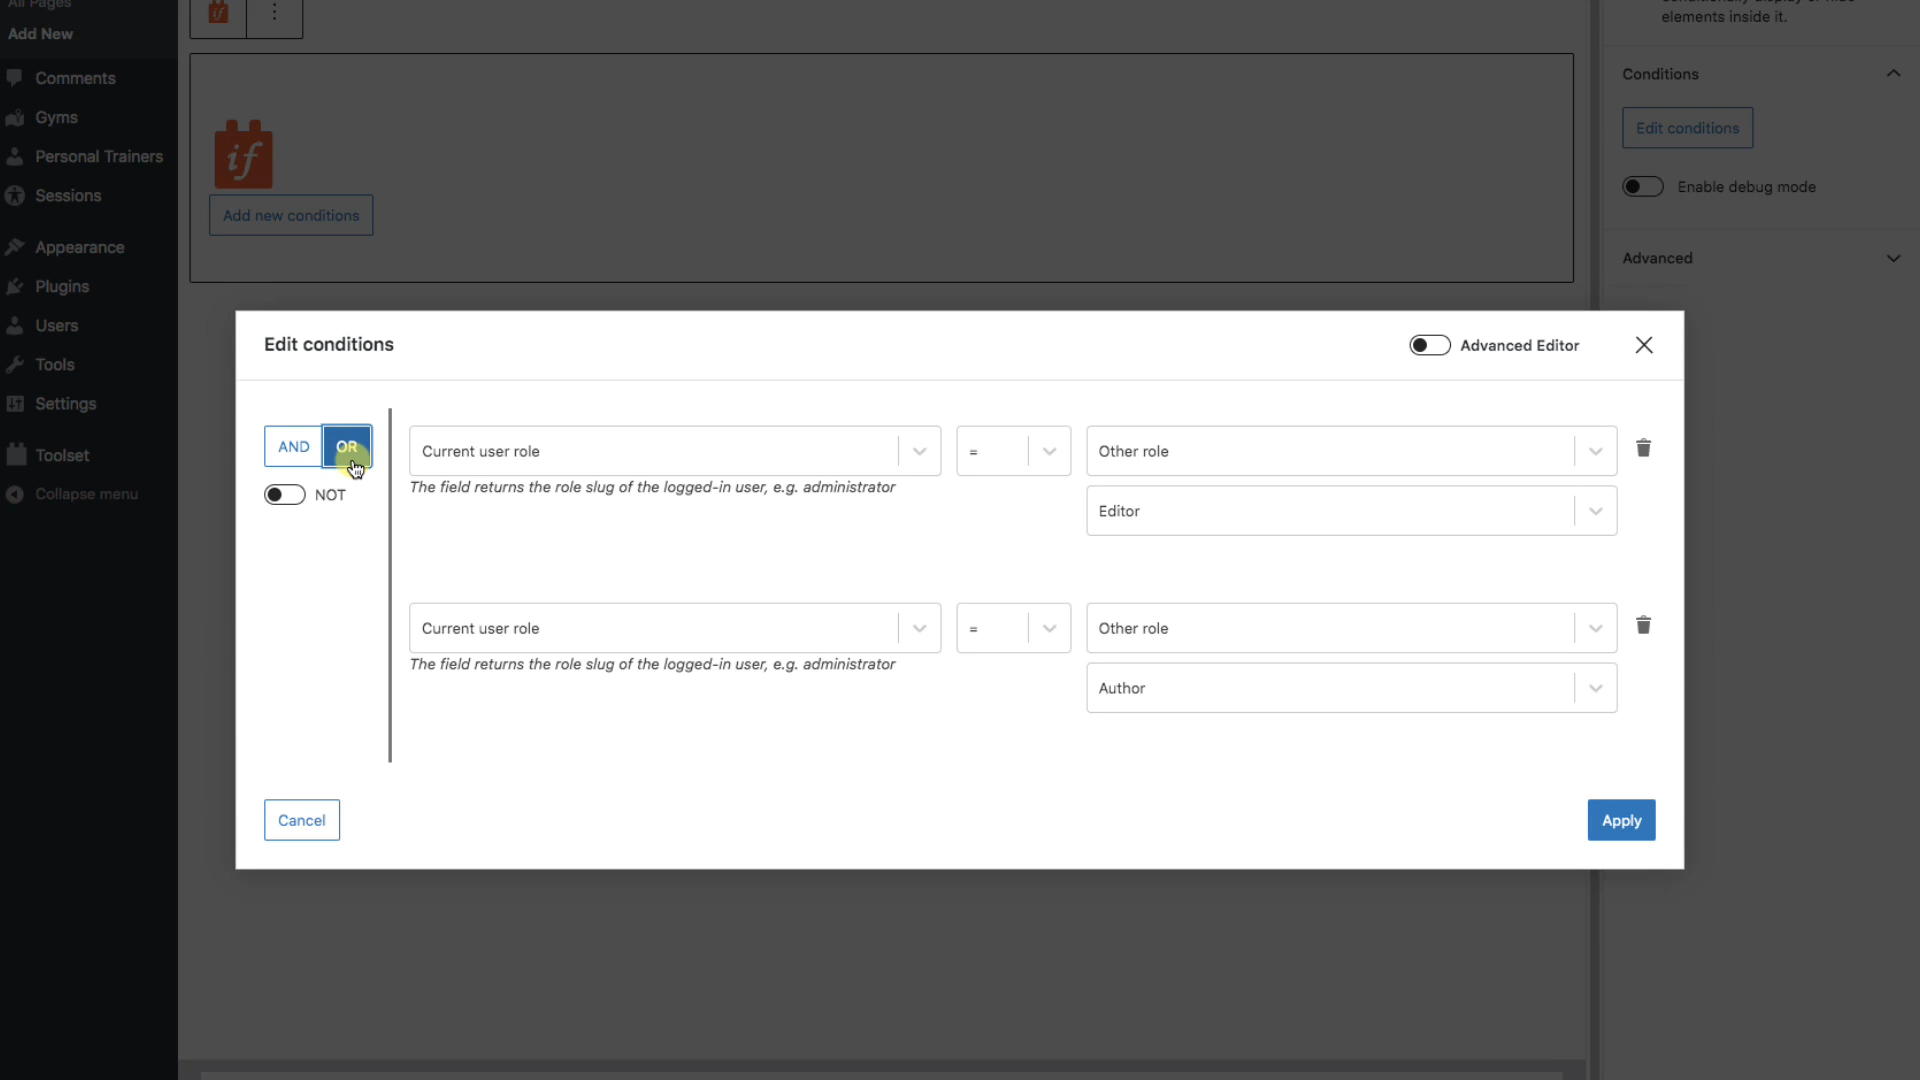 All Pages
Add New
Comments
Gyms
Personal Trainers
Sessions
Appearance
Plugins
Users
Tools
Settings
Toolset
Collapse menu
if
if
Add new conditions
elements inside it.
Conditions
Edit conditions
Enable debug mode
Advanced
Edit conditions
Advanced Editor
AND OR
NOT
Current user role = Other role
The field returns the role slug of the logged-in user, e.g. administrator
Editor
Current user role = Other role
The field returns the role slug of the logged-in user, e.g. administrator
Author
Cancel
Apply